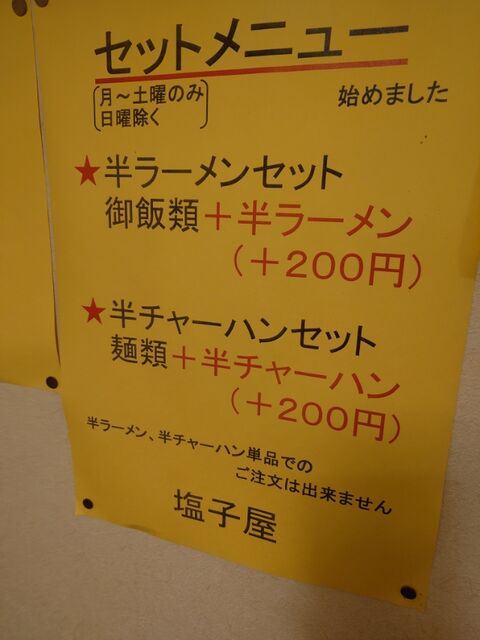 セットメニュー
月～土曜のみ
日曜除く
始めました
★半ラーメンセット
御飯類＋半ラーメン
(＋200円)
★半チャーハンセット
麺類＋半チャーハン
(＋200円)
半ラーメン、半チャーハン単品での
ご注文は出来ません
塩子屋